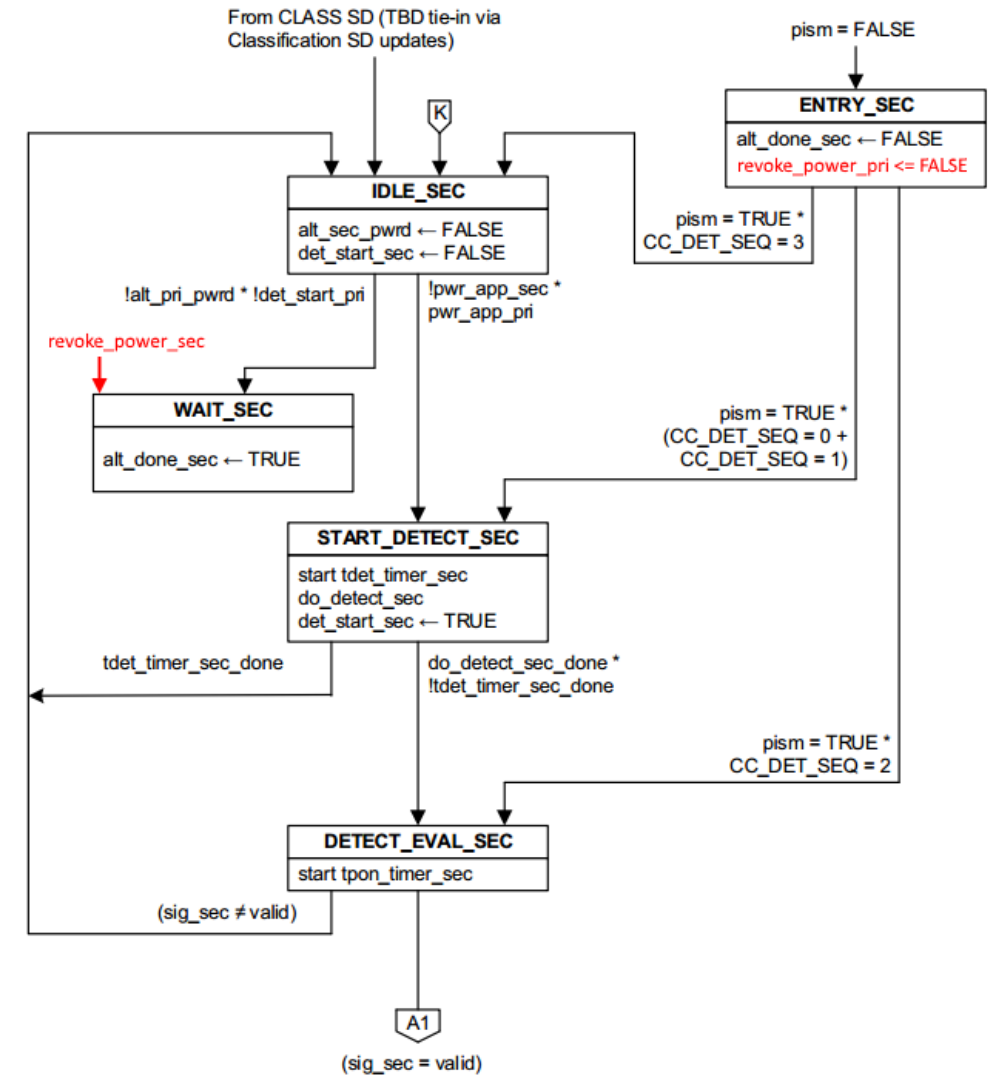 From CLASS SD (TBD tie-in via
Classification SD updates)
pism = FALSE
K
ENTRY_SEC
alt_done_sec ← FALSE
revoke_power_pri <= FALSE
IDLE_SEC
alt_sec_pwrd ← FALSE
det_start_sec ← FALSE
pism = TRUE *
CC_DET_SEQ = 3
!alt_pri_pwrd * !det_start_pri
!pwr_app_sec *
pwr_app_pri
revoke_power_sec
WAIT_SEC
alt_done_sec ← TRUE
pism = TRUE *
(CC_DET_SEQ = 0 +
CC_DET_SEQ = 1)
START_DETECT_SEC
start tdet_timer_sec
do_detect_sec
det_start_sec ← TRUE
tdet_timer_sec_done
do_detect_sec_done *
!tdet_timer_sec_done
pism = TRUE *
CC_DET_SEQ = 2
DETECT_EVAL_SEC
start tpon_timer_sec
(sig_sec ≠ valid)
A1
(sig_sec = valid)